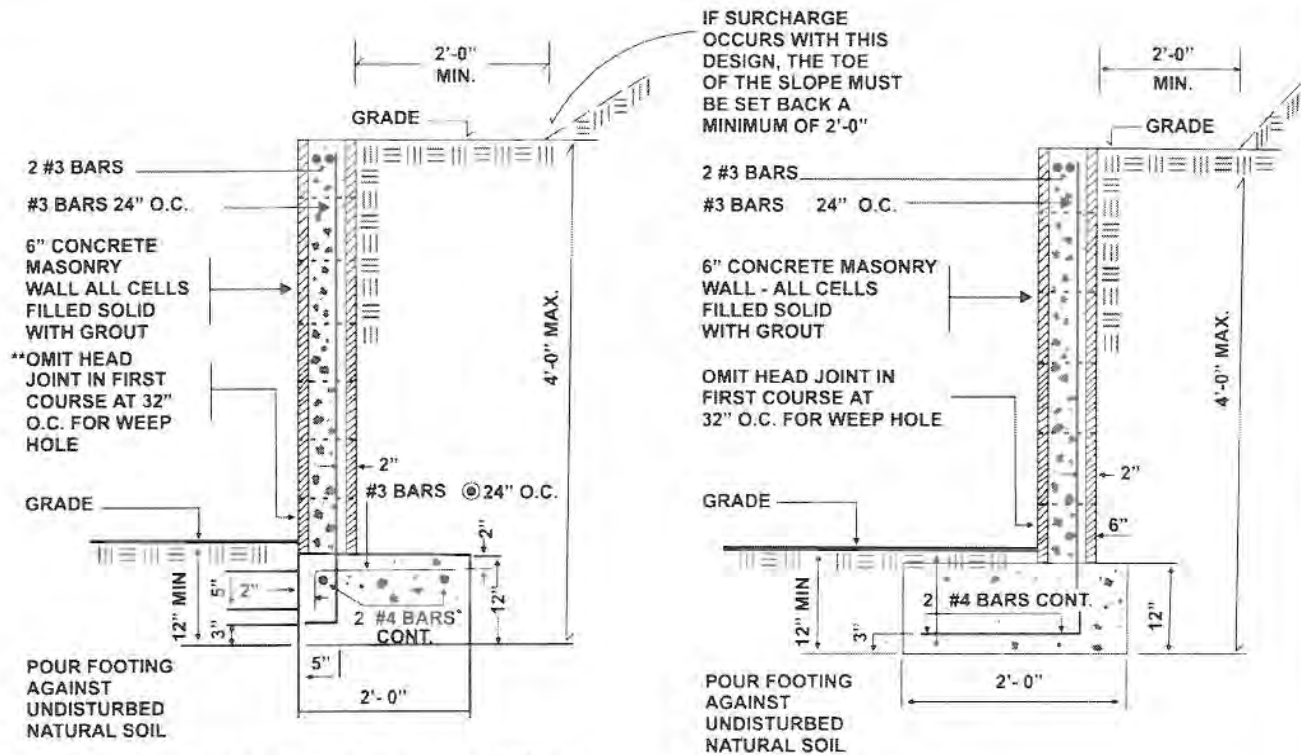 2'-0"
MIN.
GRADE
2 #3 BARS
#3 BARS 24" O.C.
6" CONCRETE
MASONRY
WALL ALL CELLS
FILLED SOLID
WITH GROUT
**OMIT HEAD
JOINT IN FIRST
COURSE AT 32"
O.C. FOR WEEP
HOLE
GRADE
4'-0" MAX.
2"
#3 BARS 24" O.C.
2"
12"
12" MIN
5"
2"
3"
2 #4 BARS*
CONT.
5"
2'- 0"
POUR FOOTING
AGAINST
UNDISTURBED
NATURAL SOIL
IF SURCHARGE
OCCURS WITH THIS
DESIGN, THE TOE
OF THE SLOPE MUST
BE SET BACK A
MINIMUM OF 2'-0"
2'-0"
MIN.
GRADE
2 #3 BARS
#3 BARS 24" O.C.
6" CONCRETE MASONRY
WALL - ALL CELLS
FILLED SOLID
WITH GROUT
OMIT HEAD JOINT IN
FIRST COURSE AT
32" O.C. FOR WEEP HOLE
GRADE
4'-0" MAX.
2"
6"
12" MIN
3"
2 #4 BARS CONT.
12"
2'- 0"
POUR FOOTING
AGAINST
UNDISTURBED
NATURAL SOIL